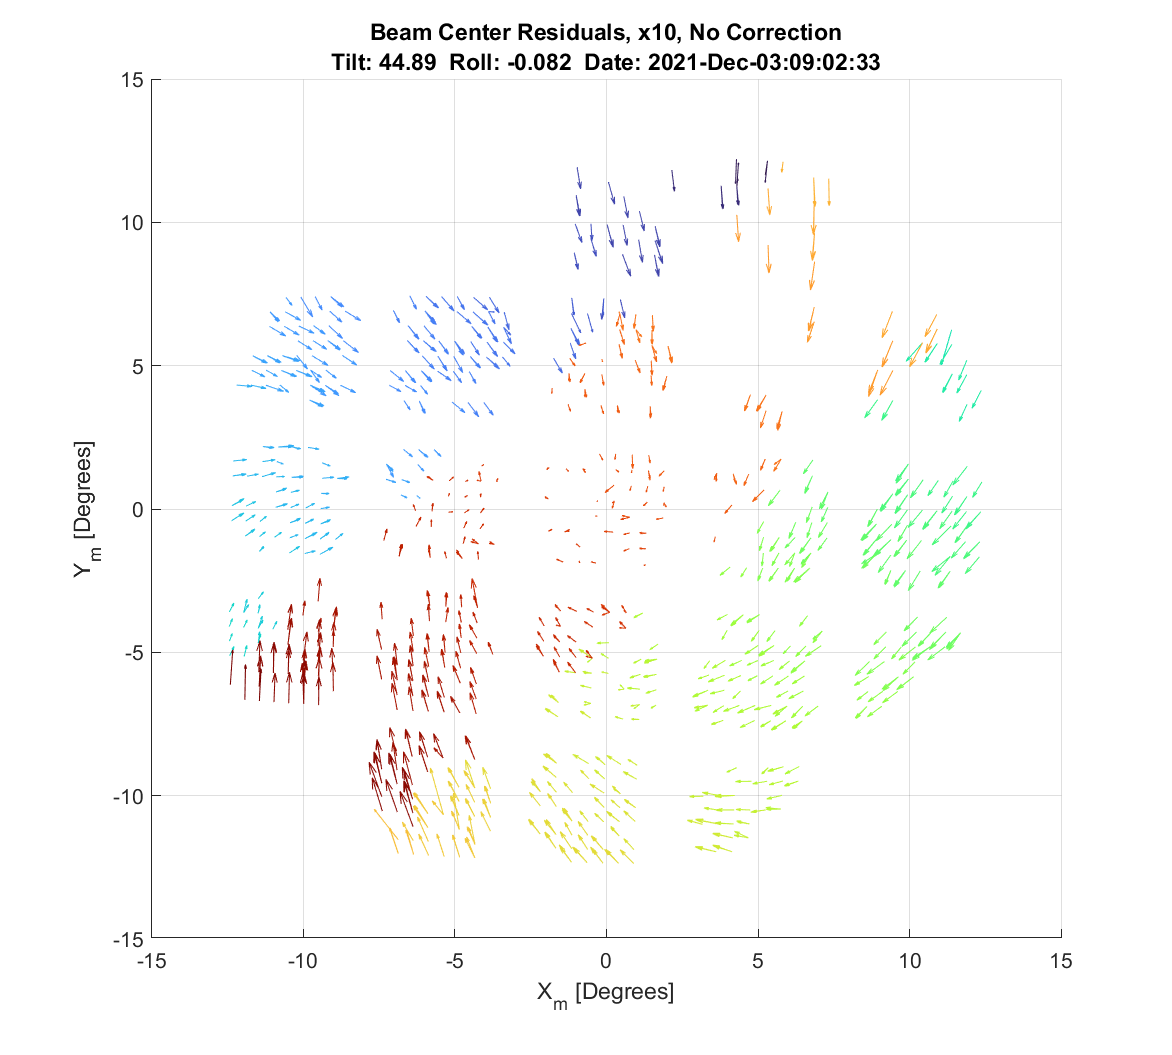 Beam Center Residuals, x10, No Correction
Tilt: 44.89 Roll: -0.082 Date: 2021-Dec-03:09:02:33
15
10
5
0
-5
-10
-15
Y_m [Degrees]
-15 -10 -5 0 5 10 15
X_m [Degrees]